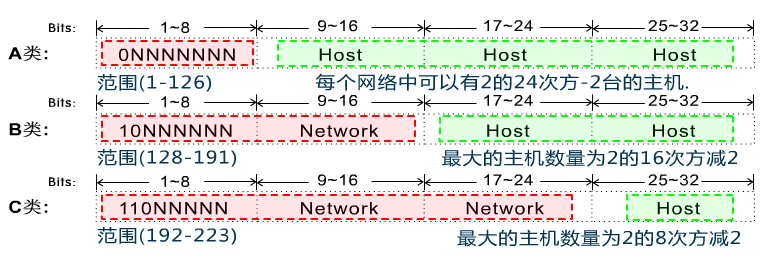 Bits: 1~8 9~16 17~24 25~32
A类: 0NNNNNNN Host Host Host
范围(1-126) 每个网络中可以有2的24次方-2台的主机.
Bits: 1~8 9~16 17~24 25~32
B类: 10NNNNNN Network Host Host
范围(128-191) 最大的主机数量为2的16次方减2
Bits: 1~8 9~16 17~24 25~32
C类: 110NNNNN Network Network Host
范围(192-223) 最大的主机数量为2的8次方减2